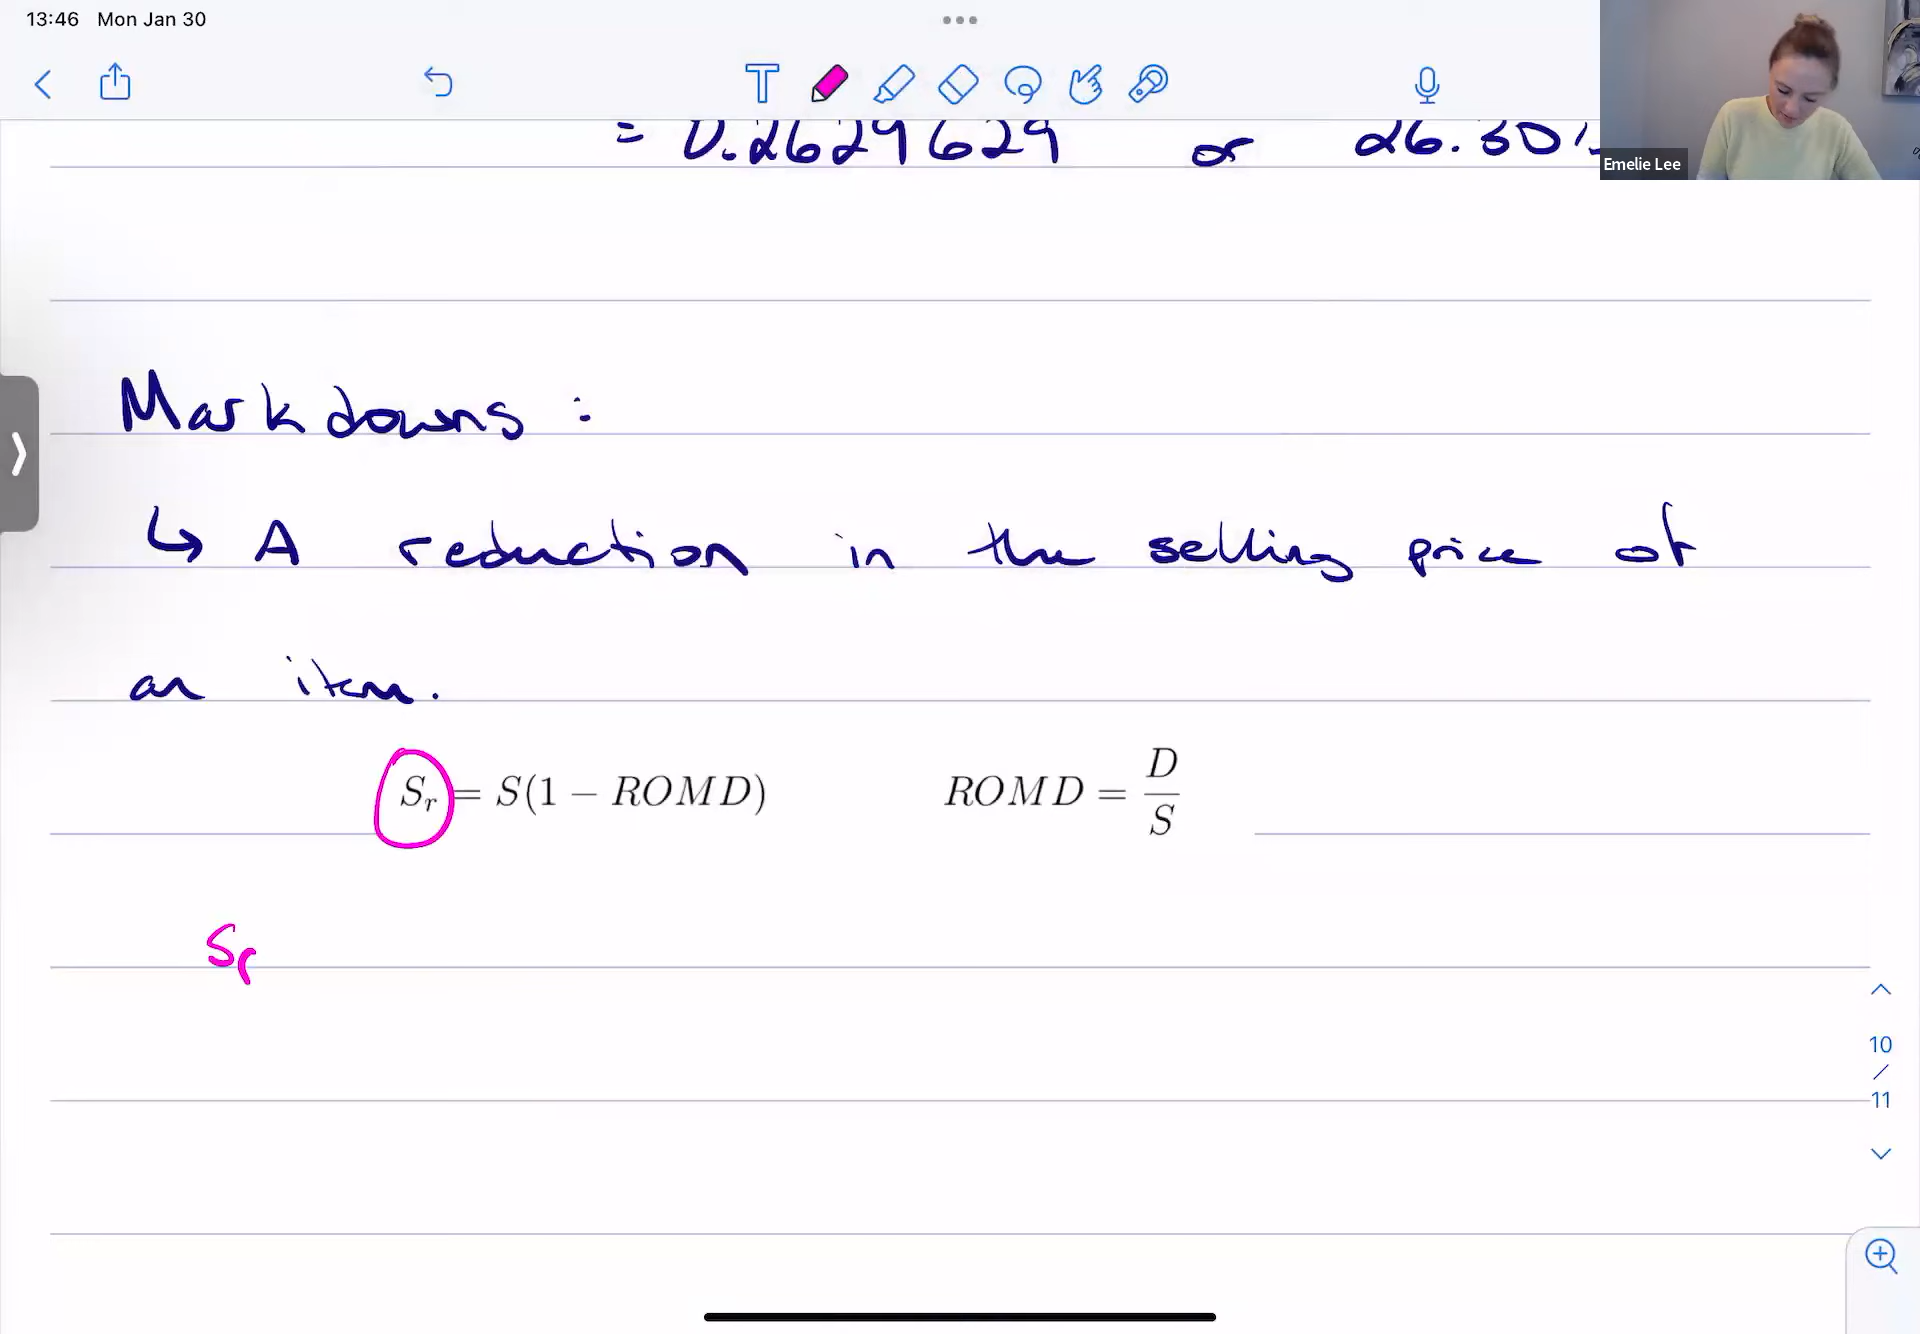 13:46 Mon Jan 30
T
= 0.2629629 or 26.30%
Emelie Lee
Markdowns :
↳ A reduction in the selling price of
an item.
S_r = S(1 − ROMD) ROMD = D/S
Sr
10
/
11